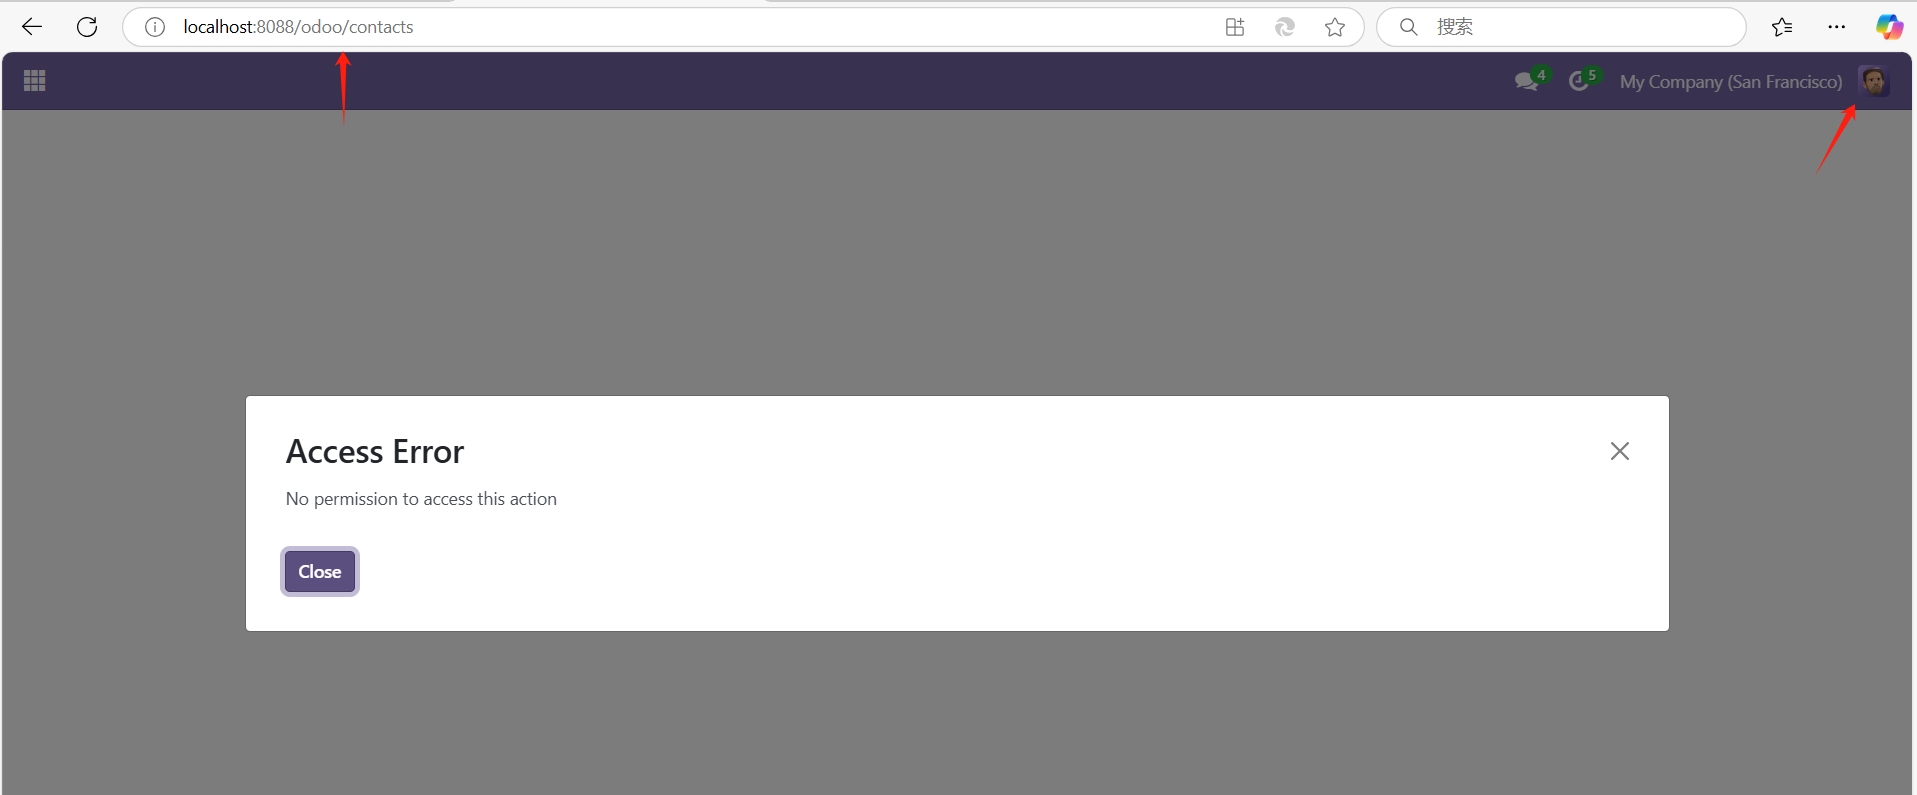 localhost:8088/odoo/contacts
搜索
4
5
My Company (San Francisco)
Access Error
No permission to access this action
Close